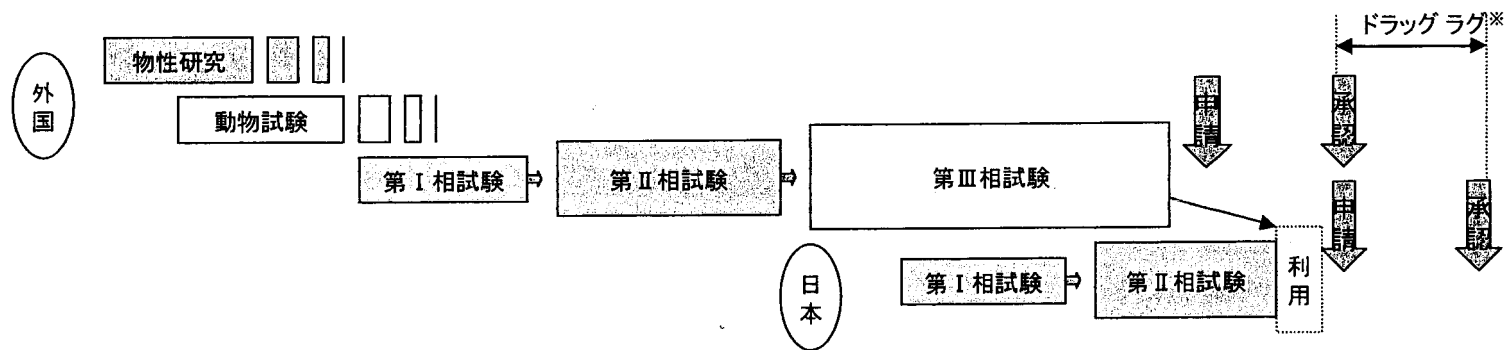 ドラッグ ラグ※
外国
物性研究
動物試験
第Ⅰ相試験
第Ⅱ相試験
第Ⅲ相試験
申請
承認
日本
第Ⅰ相試験
第Ⅱ相試験
利用
申請
承認